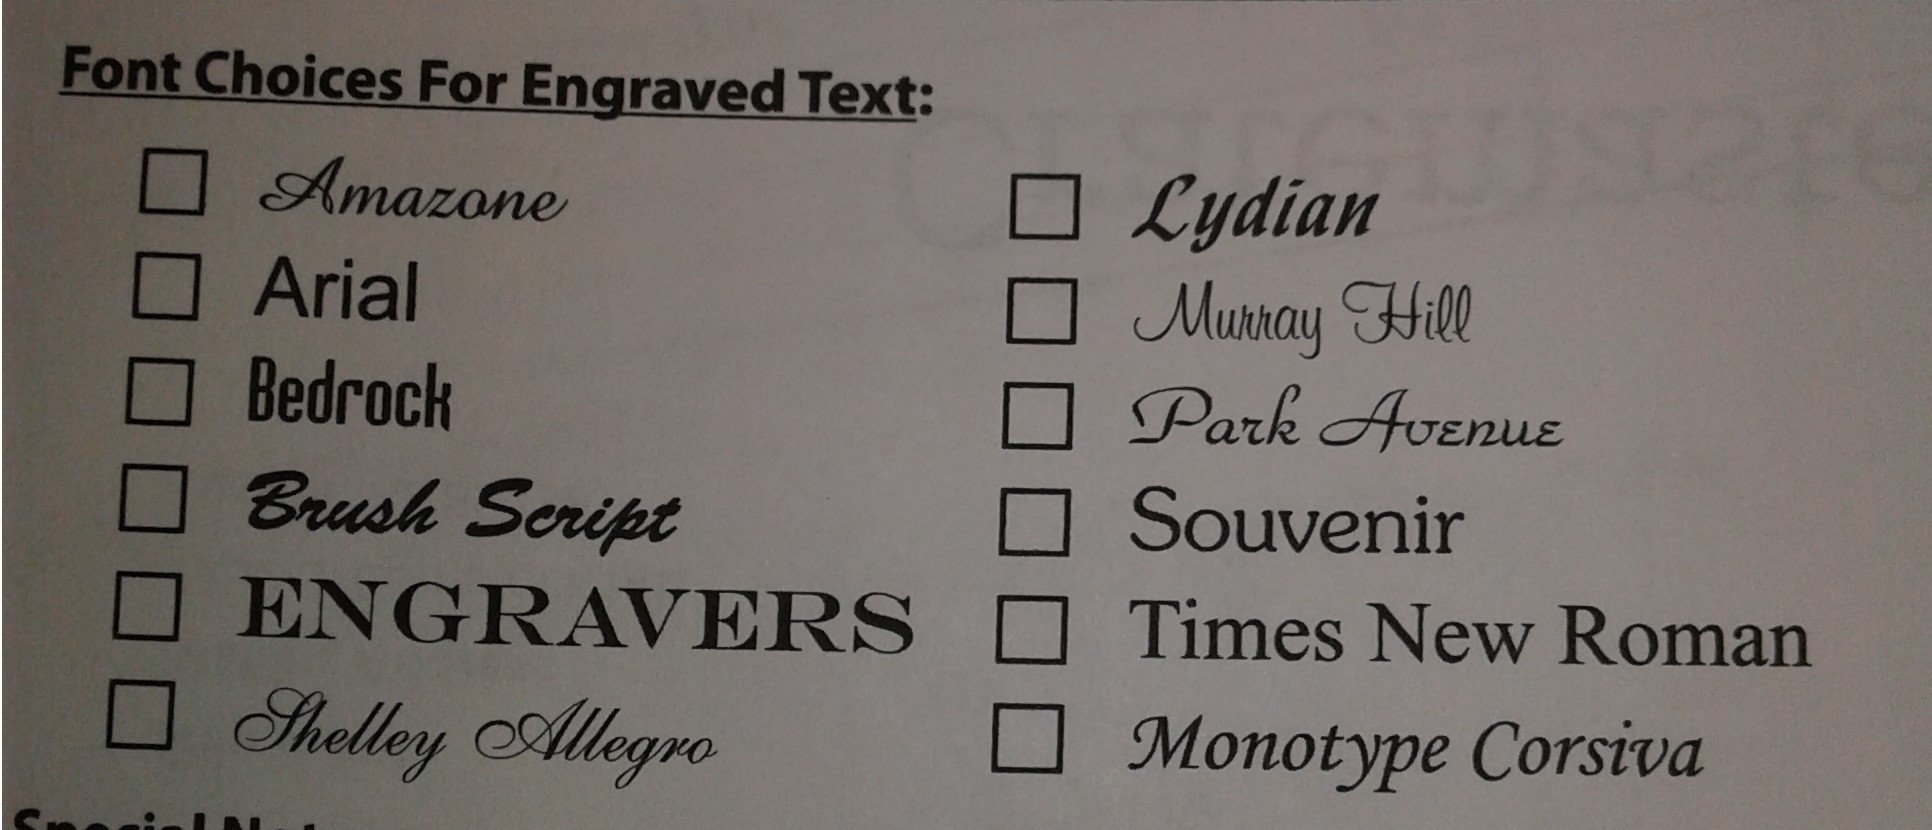 Font Choices For Engraved Text:
Amazone
Arial
Bedrock
Brush Script
ENGRAVERS
Shelley Allegro
Lydian
Murray Hill
Park Avenue
Souvenir
Times New Roman
Monotype Corsiva
Special